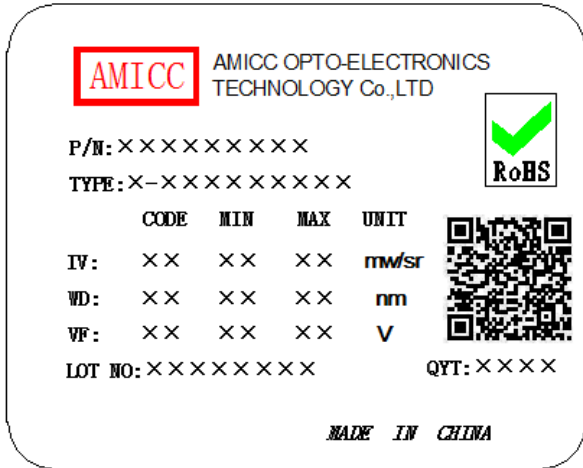 AMICC
AMICC OPTO-ELECTRONICS
TECHNOLOGY Co.,LTD
RoHS
P/N:×××××××××
TYPE:×-×××××××××
CODE MIN MAX UNIT
IV: ×× ×× ×× mw/sr
WD: ×× ×× ×× nm
VF: ×× ×× ×× V
LOT NO:×××××××× QYT:××××
MADE IN CHINA